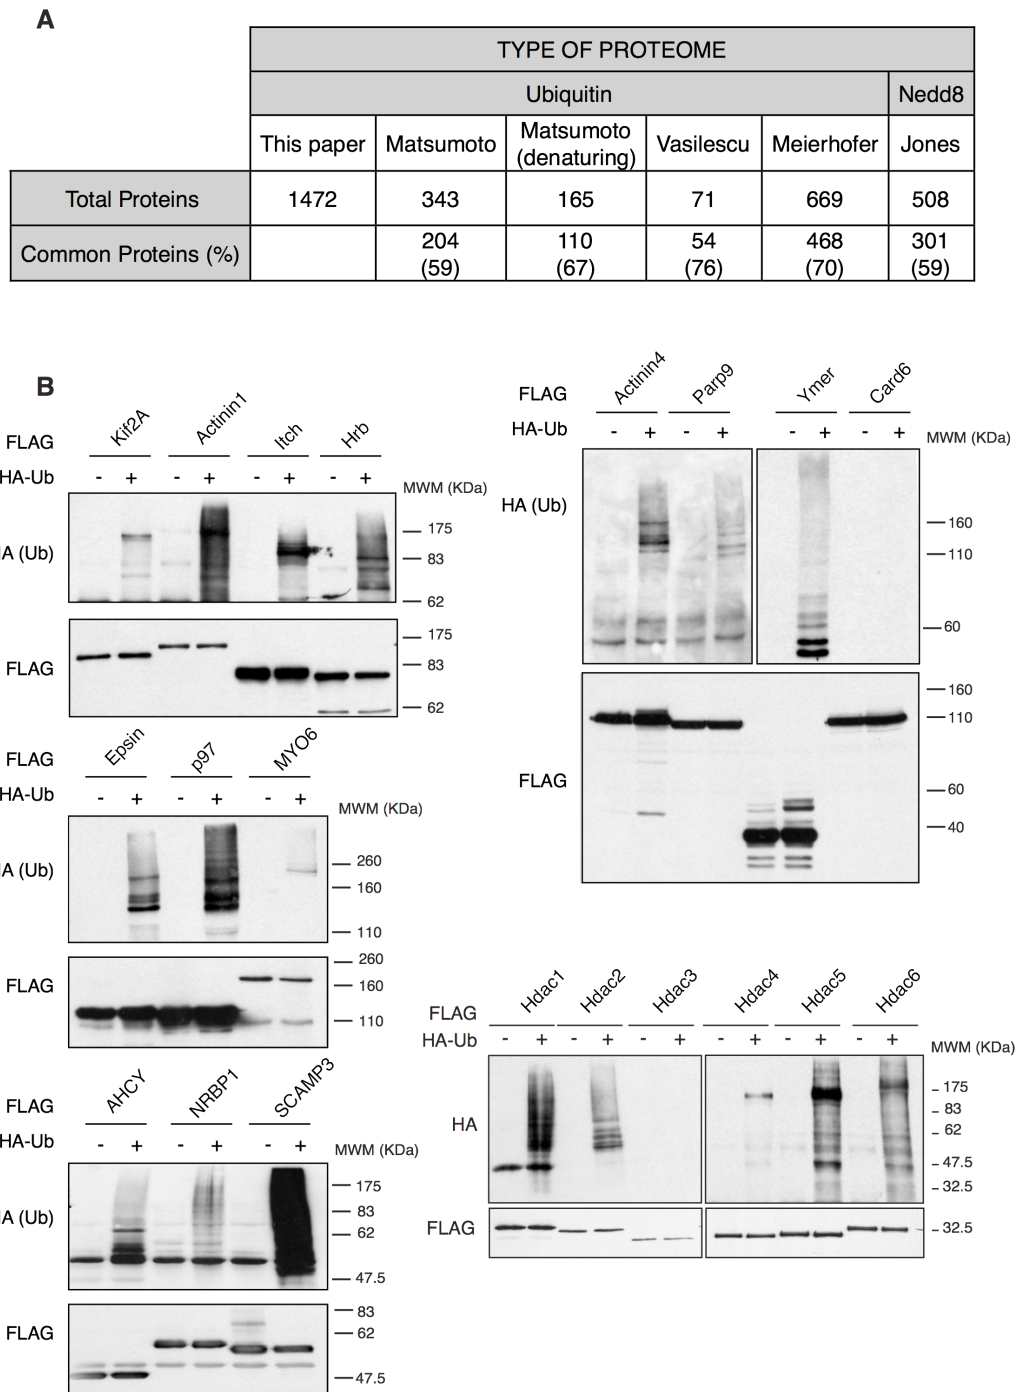 A
TYPE OF PROTEOME
Ubiquitin Nedd8
This paper Matsumoto Matsumoto (denaturing) Vasilescu Meierhofer Jones
Total Proteins 1472 343 165 71 669 508
Common Proteins (%) 204 (59) 110 (67) 54 (76) 468 (70) 301 (59)
B
FLAG Kif2A Actinin1 Itch Hrb
HA-Ub - + - + - + - +
MWM (KDa)
A (Ub)
175
83
62
FLAG
175
83
62
FLAG Epsin p97 MYO6
HA-Ub - + - + - +
MWM (KDa)
A (Ub)
260
160
110
FLAG
260
160
110
FLAG AHCY NRBP1 SCAMP3
HA-Ub - + - + - +
MWM (KDa)
A (Ub)
175
83
62
47.5
FLAG
83
62
47.5
FLAG Actinin4 Parp9 Ymer Card6
HA-Ub - + - + - + - +
MWM (KDa)
HA (Ub)
160
110
60
FLAG
160
110
60
40
FLAG Hdac1 Hdac2 Hdac3 Hdac4 Hdac5 Hdac6
HA-Ub - + - + - + - + - + - +
MWM (KDa)
HA
175
83
62
47.5
32.5
FLAG
32.5